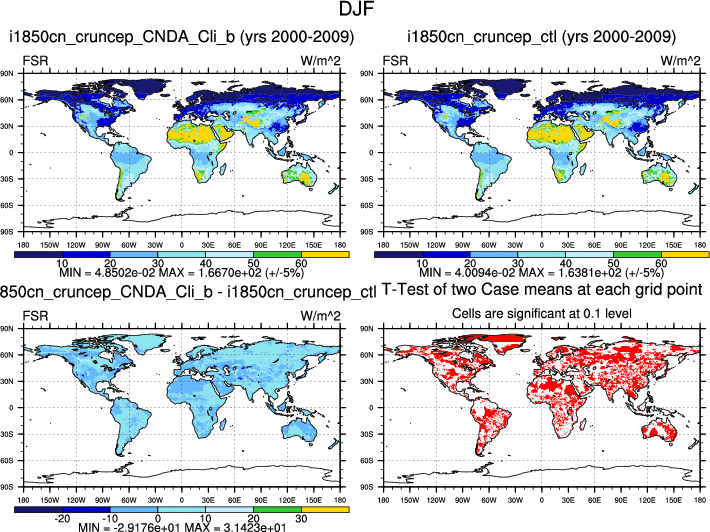 DJF
i1850cn_cruncep_CNDA_Cli_b (yrs 2000-2009)
FSR W/m^2
90N
60N
30N
0
30S
60S
90S
180 150W 120W 90W 60W 30W 0 30E 60E 90E 120E 150E 180
10 20 30 40 50 60
MIN = 4.8502e-02 MAX = 1.6670e+02 (+/-5%)
i1850cn_cruncep_ctl (yrs 2000-2009)
FSR W/m^2
90N
60N
30N
0
30S
60S
90S
180 150W 120W 90W 60W 30W 0 30E 60E 90E 120E 150E 180
10 20 30 40 50 60
MIN = 4.0094e-02 MAX = 1.6381e+02 (+/-5%)
850cn_cruncep_CNDA_Cli_b - i1850cn_cruncep_ctl
FSR W/m^2
90N
60N
30N
0
30S
60S
90S
180 150W 120W 90W 60W 30W 0 30E 60E 90E 120E 150E 180
-20 -10 0 10 20 30
MIN = -2.9176e+01 MAX = 3.1423e+01
T-Test of two Case means at each grid point
Cells are significant at 0.1 level
90N
60N
30N
0
30S
60S
90S
180 150W 120W 90W 60W 30W 0 30E 60E 90E 120E 150E 180